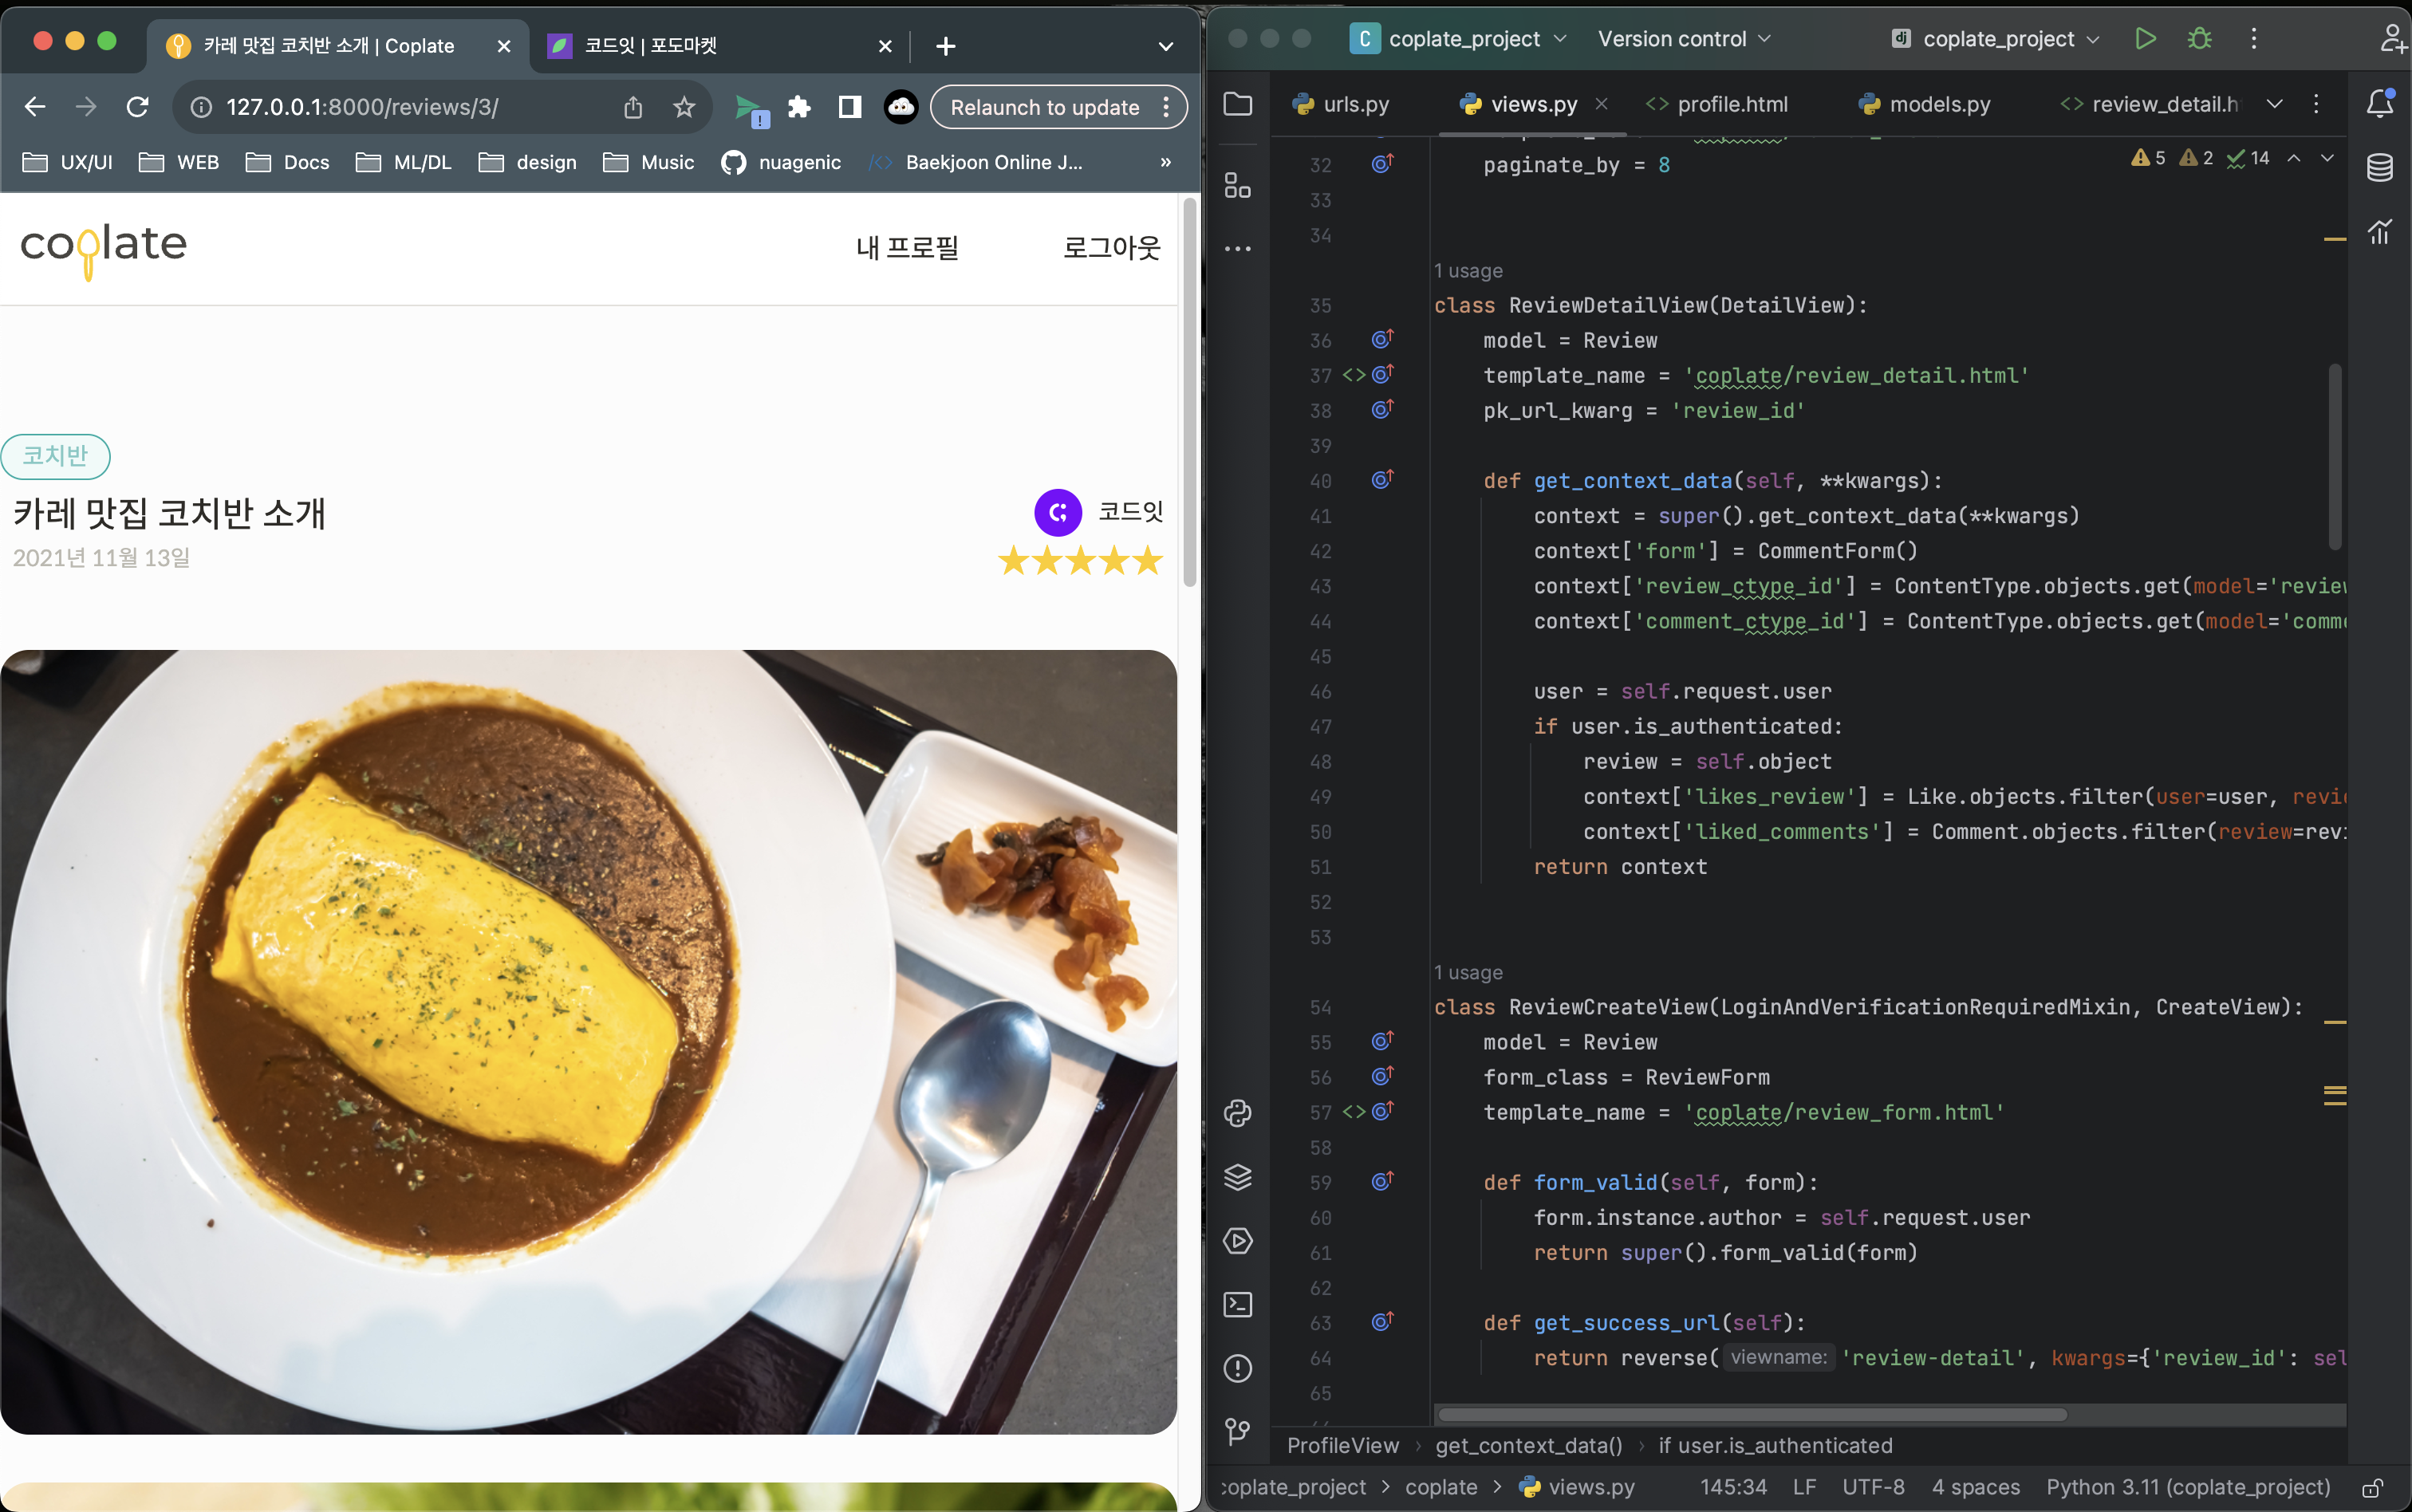 카레 맛집 코치반 소개 | Coplate
코드잇 | 포도마켓
127.0.0.1:8000/reviews/3/
Relaunch to update
UX/UI
WEB
Docs
ML/DL
design
Music
nuagenic
Baekjoon Online J...
»
coplate
내 프로필
로그아웃
코치반
카레 맛집 코치반 소개
코드잇
2021년 11월 13일
C coplate_project
Version control
dj coplate_project
urls.py
views.py
profile.html
models.py
review_detail.h
5 2 14
32 paginate_by = 8
33
34
1 usage
35 class ReviewDetailView(DetailView):
36 model = Review
37 <> template_name = 'coplate/review_detail.html'
38 pk_url_kwarg = 'review_id'
39
40 def get_context_data(self, **kwargs):
41 context = super().get_context_data(**kwargs)
42 context['form'] = CommentForm()
43 context['review_ctype_id'] = ContentType.objects.get(model='review
44 context['comment_ctype_id'] = ContentType.objects.get(model='comme
45
46 user = self.request.user
47 if user.is_authenticated:
48 review = self.object
49 context['likes_review'] = Like.objects.filter(user=user, revie
50 context['liked_comments'] = Comment.objects.filter(review=revi
51 return context
52
53
1 usage
54 class ReviewCreateView(LoginAndVerificationRequiredMixin, CreateView):
55 model = Review
56 form_class = ReviewForm
57 <> template_name = 'coplate/review_form.html'
58
59 def form_valid(self, form):
60 form.instance.author = self.request.user
61 return super().form_valid(form)
62
63 def get_success_url(self):
64 return reverse( viewname: 'review-detail', kwargs={'review_id': sel
65
ProfileView › get_context_data() › if user.is_authenticated
coplate_project > coplate > views.py
145:34 LF UTF-8 4 spaces Python 3.11 (coplate_project)